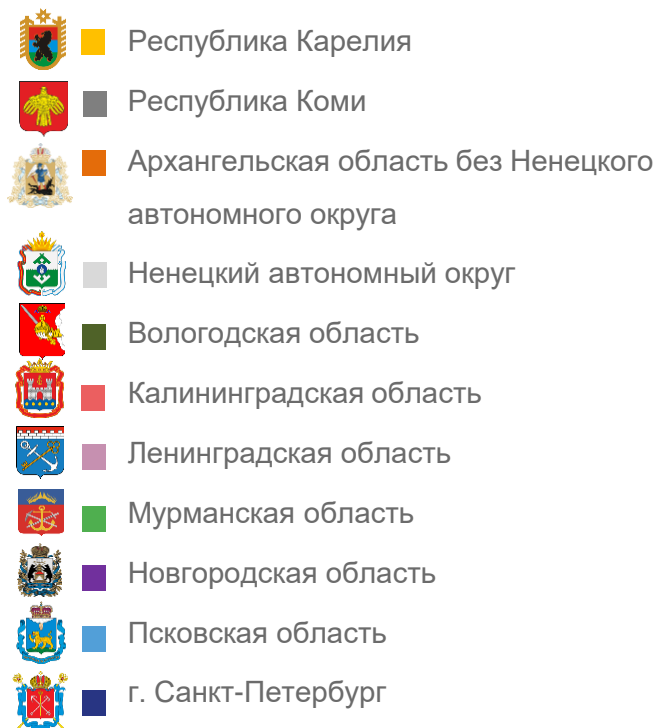 Республика Карелия
Республика Коми
Архангельская область без Ненецкого
автономного округа
Ненецкий автономный округ
Вологодская область
Калининградская область
Ленинградская область
Мурманская область
Новгородская область
Псковская область
г. Санкт-Петербург